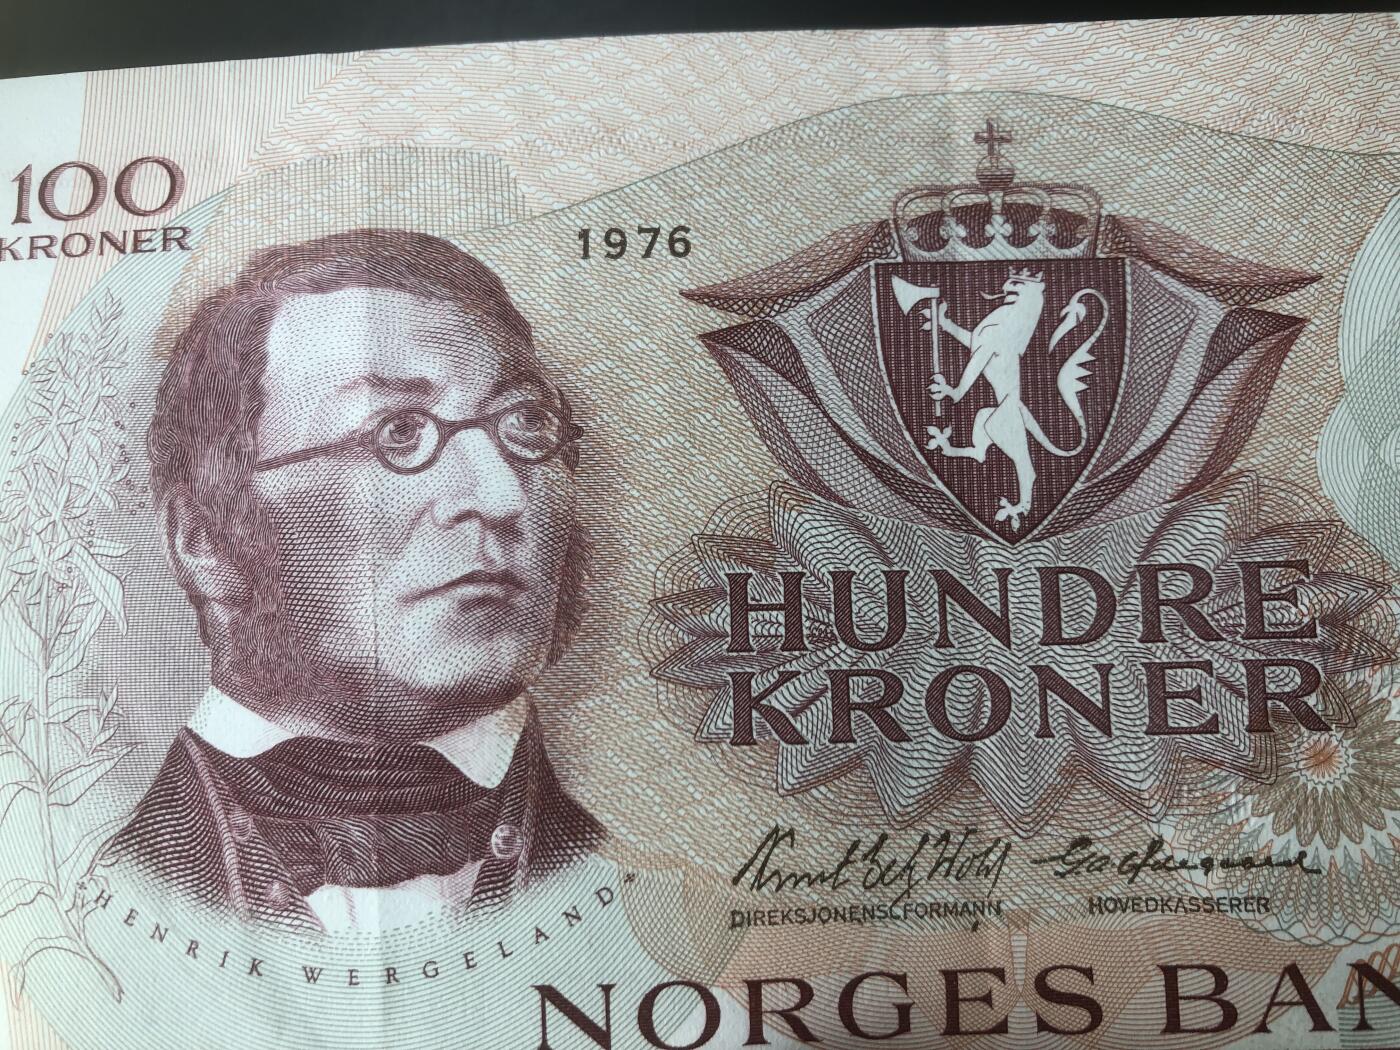 100
KRONER
1976
HUNDRE
KRONER
DIREKSJONENS FORMANN
HOVEDKASSERER
* HENRIK WERGELAND *
NORGES BAN